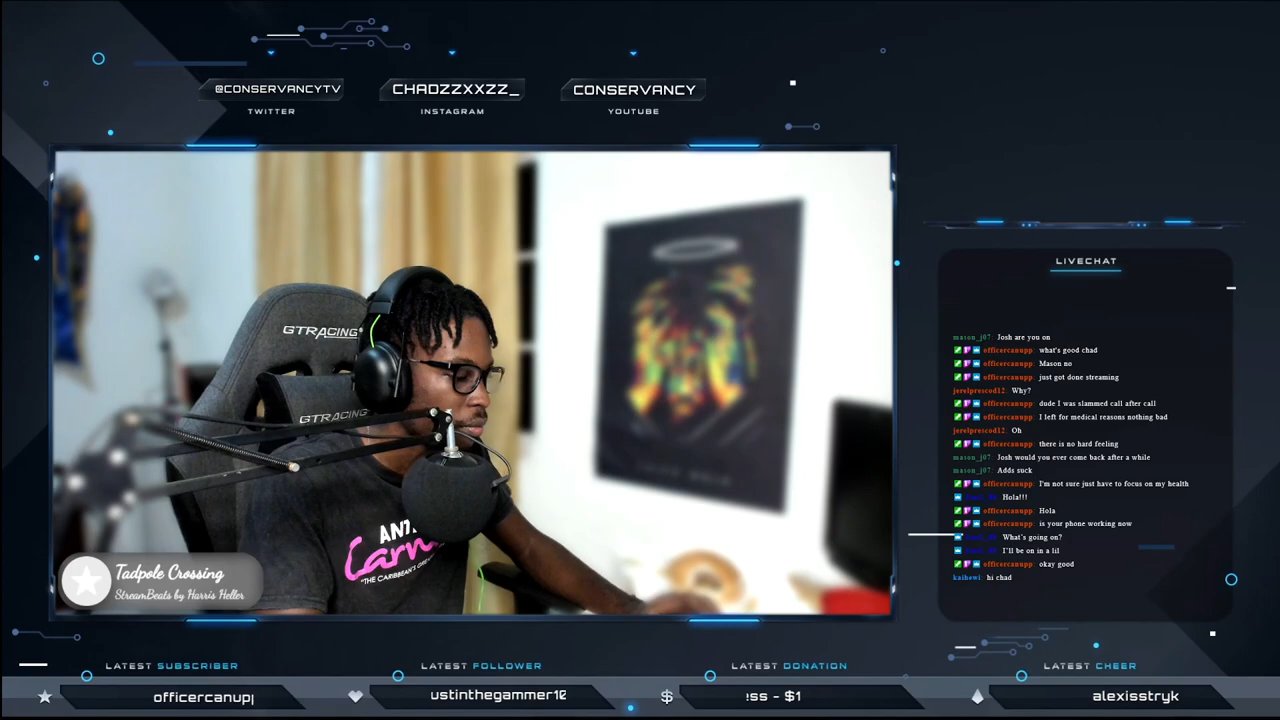 @CONSERVANCYTV
TWITTER
CHADZZXXZZ_
INSTAGRAM
CONSERVANCY
YOUTUBE
GTRACING
GTRACING
ANTI
Carn
THE CARIBBEAN'S
Tadpole Crossing
StreamBeats by Harris Heller
LIVECHAT
mason_j07: Josh are you on
officercanupp: what's good chad
officercanupp: Mason no
officercanupp: just got done streaming
jerelprescod12: Why?
officercanupp: dude I was slammed call after call
officercanupp: I left for medical reasons nothing bad
jerelprescod12: Oh
officercanupp: there is no hard feeling
mason_j07: Josh would you ever come back after a while
mason_j07: Adds suck
officercanupp: I'm not sure just have to focus on my health
Hola!!!
officercanupp: Hola
officercanupp: is your phone working now
What's going on?
I'll be on in a lil
officercanupp: okay good
kaihewi: hi chad
LATEST SUBSCRIBER
officercanup
LATEST FOLLOWER
ustinthegammer10
LATEST DONATION
ss - $1
LATEST CHEER
alexisstryk